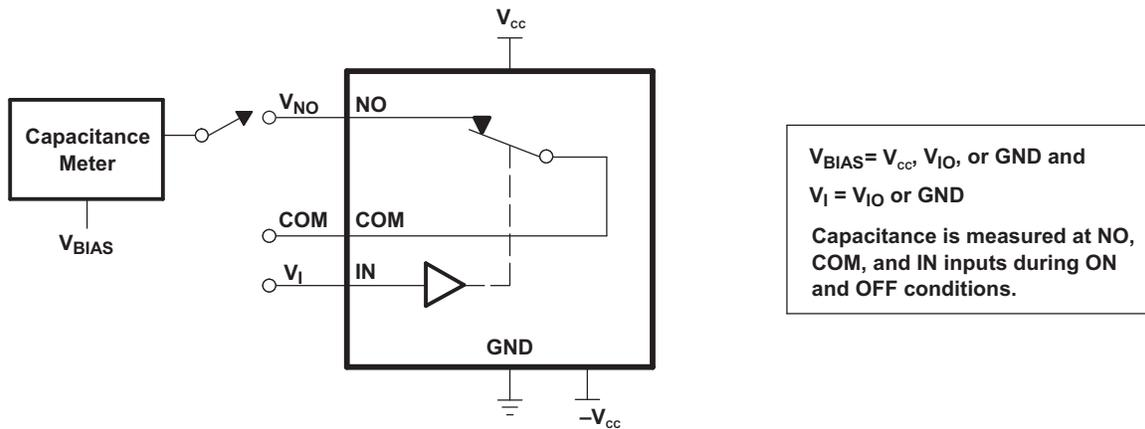 Vcc
VNO NO
Capacitance
Meter
VBIAS
COM COM
VI IN
GND
–Vcc
VBIAS= Vcc, VIO, or GND and
VI = VIO or GND
Capacitance is measured at NO,
COM, and IN inputs during ON
and OFF conditions.